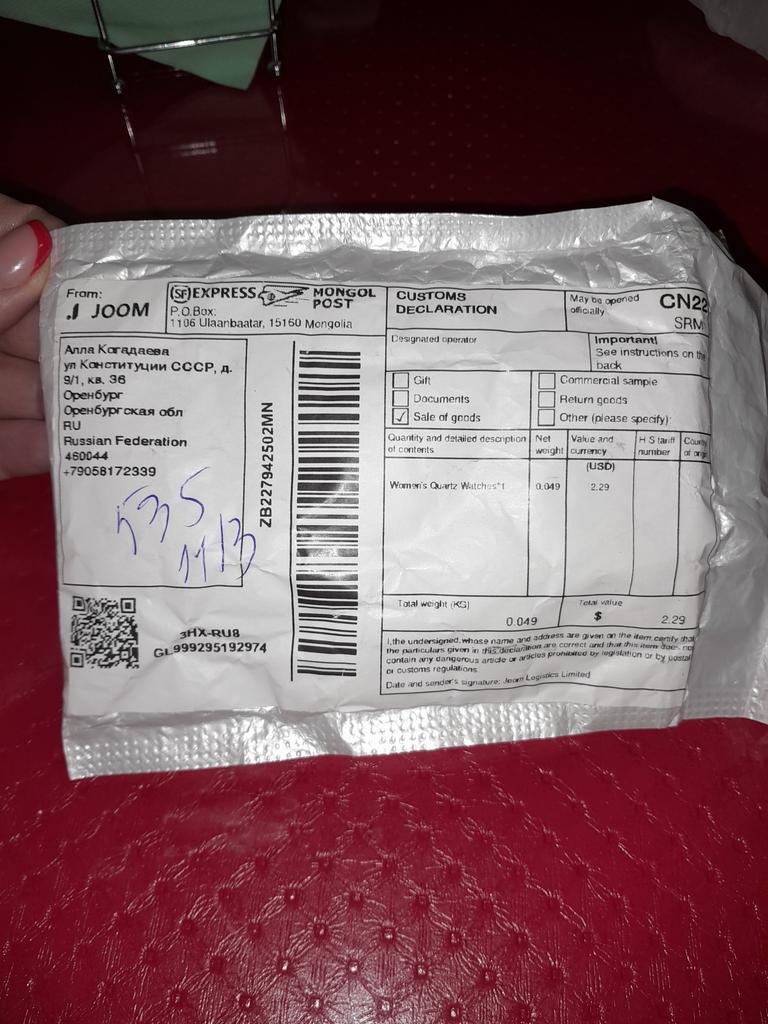 From:
JOOM
SF EXPRESS MONGOL POST
P.O.Box:
1106 Ulaanbaatar, 15160 Mongolia
Алла Когадаева
ул Конституции СССР, д.
9/1, кв. 36
Оренбург
Оренбургская обл
RU
Russian Federation
460044
+79058172339
535
11/3
ZB227942502MN
3HX-RU8
GL999295192974
CUSTOMS
DECLARATION
May be opened
officially
CN22
SRM
Designated operator
Important!
See instructions on the
back
Gift
Commercial sample
Documents
Return goods
✓ Sale of goods
Other (please specify):
Quantity and detailed description
of contents
Net
weight
Value and
currency
(USD)
H S tariff
number
Women's Quartz Watches*1 0.049 2.29
Total weight (KG)
0.049
Total value
$ 2.29
I, the undersigned, whose name and address are given on the item, certify that
the particulars given in this declaration are correct and that this item does not
contain any dangerous article or articles prohibited by legislation or by postal
or customs regulations.
Date and sender's signature: Joom Logistics Limited